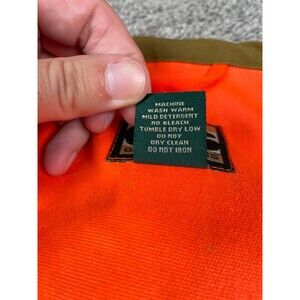 MACHINE
WASH WARM
MILD DETERGENT
NO BLEACH
TUMBLE DRY LOW
DO NOT
DRY CLEAN
DO NOT IRON